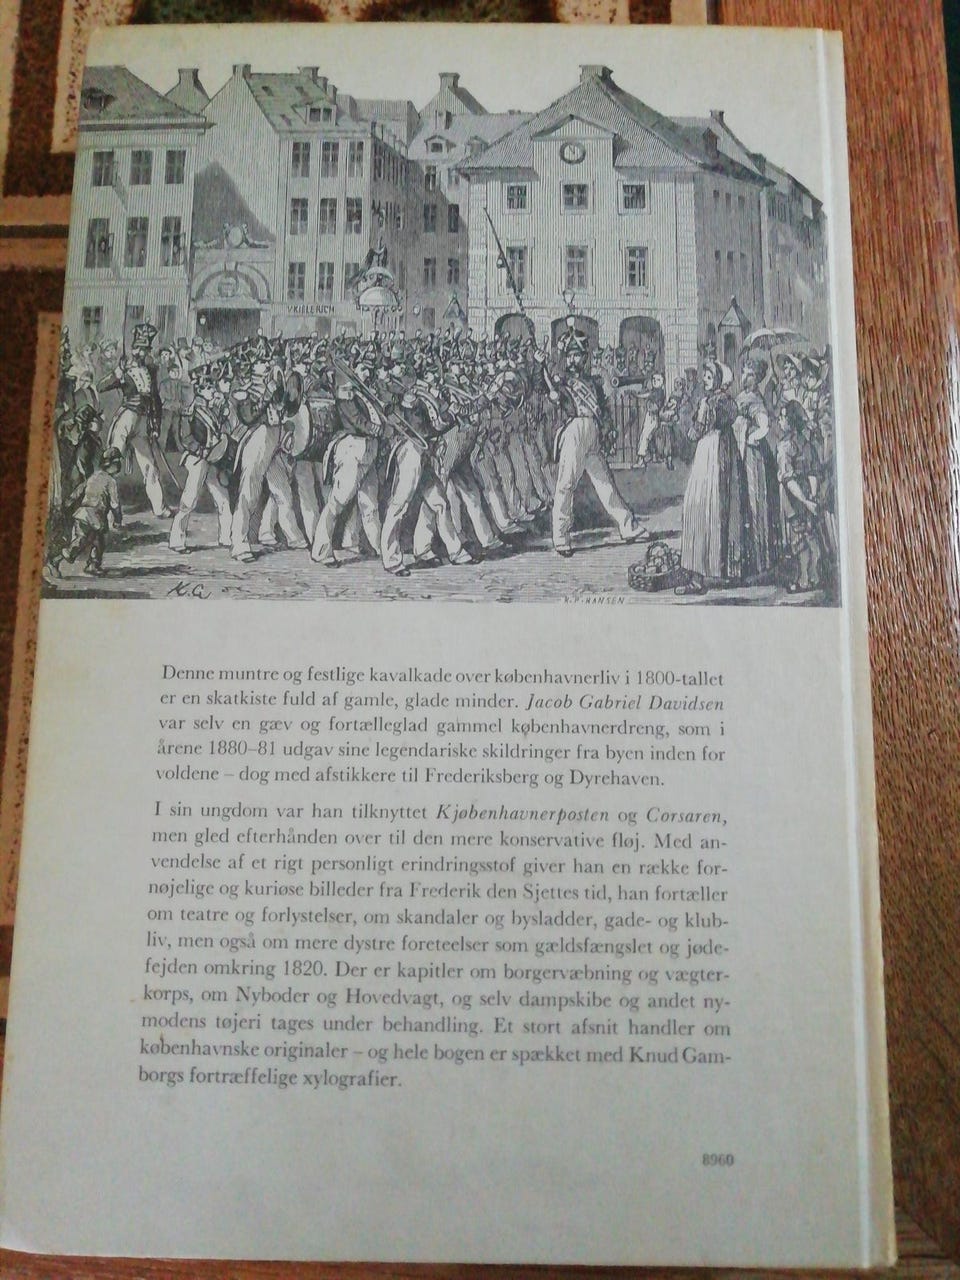 V. KIELERICH
K.G.
H.P. HANSEN
Denne muntre og festlige kavalkade over københavnerliv i 1800-tallet
er en skatkiste fuld af gamle, glade minder. Jacob Gabriel Davidsen
var selv en gæv og fortælleglad gammel københavnerdreng, som i
årene 1880–81 udgav sine legendariske skildringer fra byen inden for
voldene – dog med afstikkere til Frederiksberg og Dyrehaven.
I sin ungdom var han tilknyttet Kjøbenhavnerposten og Corsaren,
men gled efterhånden over til den mere konservative fløj. Med an-
vendelse af et rigt personligt erindringsstof giver han en række for-
nøjelige og kuriøse billeder fra Frederik den Sjettes tid, han fortæller
om teatre og forlystelser, om skandaler og bysladder, gade- og klub-
liv, men også om mere dystre foreteelser som gældsfængslet og jøde-
fejden omkring 1820. Der er kapitler om borgervæbning og vægter-
korps, om Nyboder og Hovedvagt, og selv dampskibe og andet ny-
modens tøjeri tages under behandling. Et stort afsnit handler om
københavnske originaler – og hele bogen er spækket med Knud Gam-
borgs fortræffelige xylografier.
8960